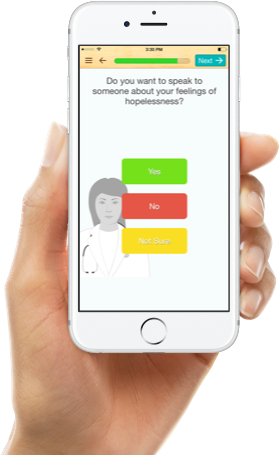 3:30 PM
Next
Do you want to speak to
someone about your feelings of
hopelessness?
Yes
No
Not Sure